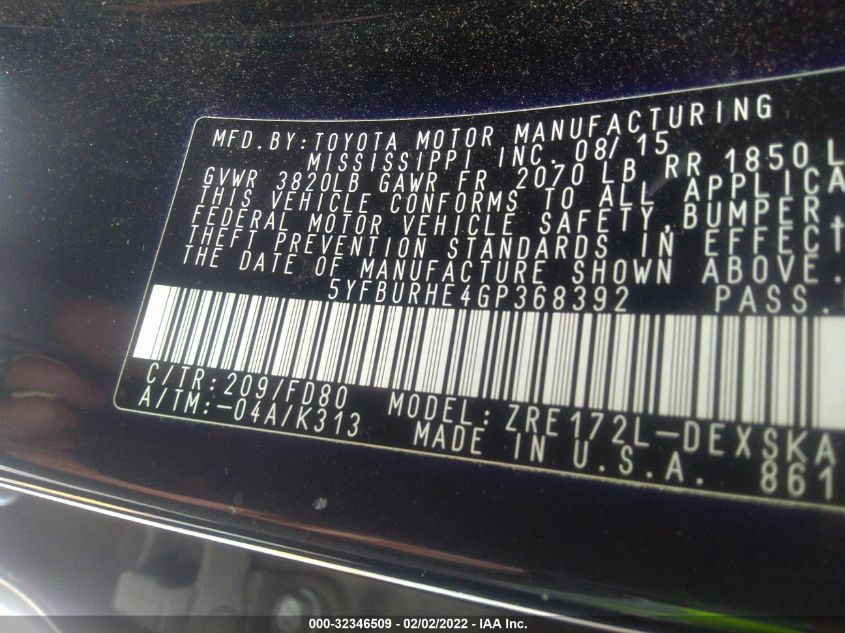 MFD.BY:TOYOTA MOTOR MANUFACTURING
MISSISSIPPI INC. 08/15
GVWR 3820LB GAWR FR 2070 LB RR 1850 L
THIS VEHICLE CONFORMS TO ALL APPLICA
FEDERAL MOTOR VEHICLE SAFETY,BUMPER,
THEFT PREVENTION STANDARDS IN EFFECT
THE DATE OF MANUFACTURE SHOWN ABOVE.
5YFBURHE4GP368392 PASS.
C/TR:209/FD80 MODEL:ZRE172L-DEXSKA
A/TM:-04A/K313 MADE IN U.S.A. 861
000-32346509 - 02/02/2022 - IAA Inc.